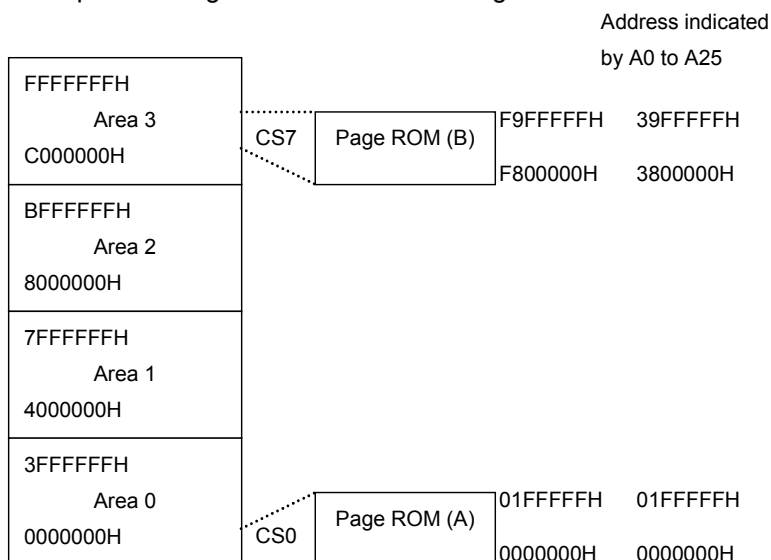 Address indicated
by A0 to A25
FFFFFFFH
Area 3
C000000H
CS7
Page ROM (B)
F9FFFFFH 39FFFFFH
F800000H 3800000H
BFFFFFFH
Area 2
8000000H
7FFFFFFH
Area 1
4000000H
3FFFFFFH
Area 0
0000000H
CS0
Page ROM (A)
01FFFFFH 01FFFFFH
0000000H 0000000H